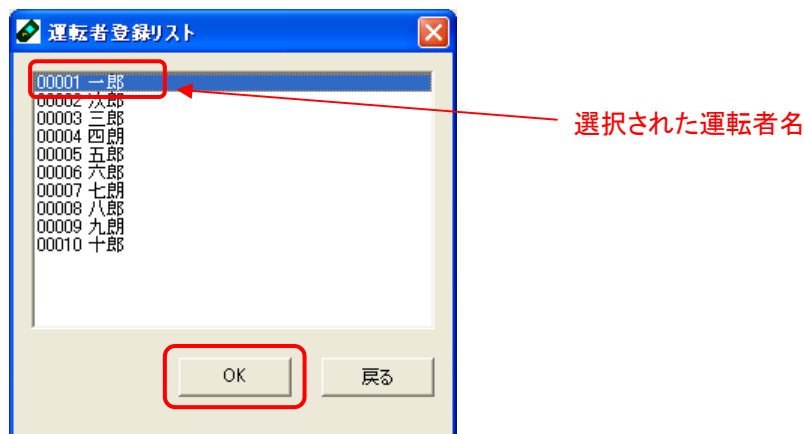 運転者登録リスト
00001 一郎
00002 次郎
00003 三郎
00004 四朗
00005 五郎
00006 六郎
00007 七朗
00008 八郎
00009 九朗
00010 十郎
選択された運転者名
OK
戻る